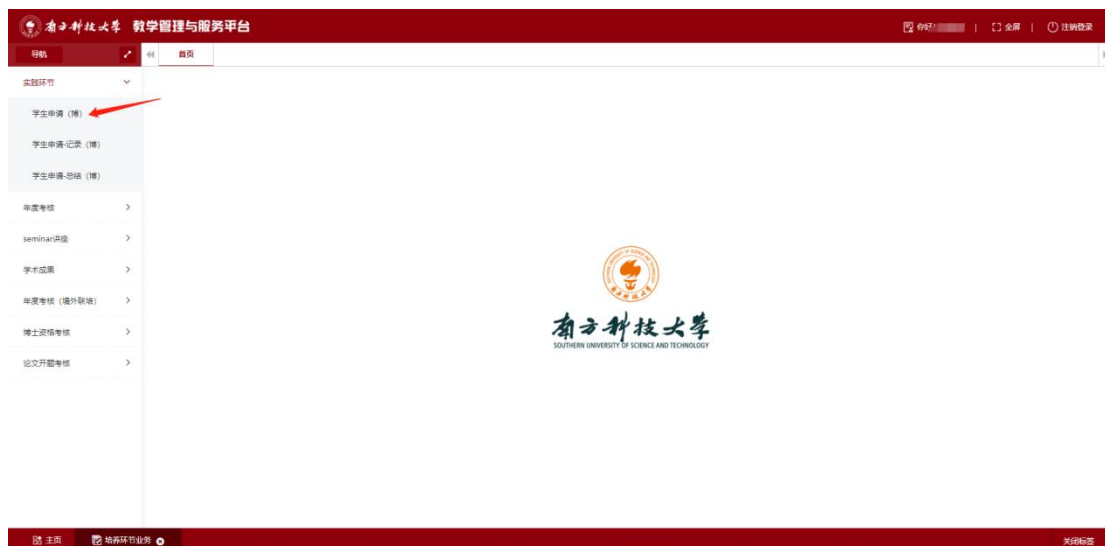 南方科技大学 教学管理与服务平台
你好! | 全屏 | 注销登录
导航
首页
实践环节
学生申请(博)
学生申请-记录(博)
学生申请-总结(博)
年度考核
seminari讲座
学术成果
年度考核(境外联培)
博士资格考核
论文开题考核
南方科技大学
SOUTHERN UNIVERSITY OF SCIENCE AND TECHNOLOGY
主页
培养环节业务
关闭标签